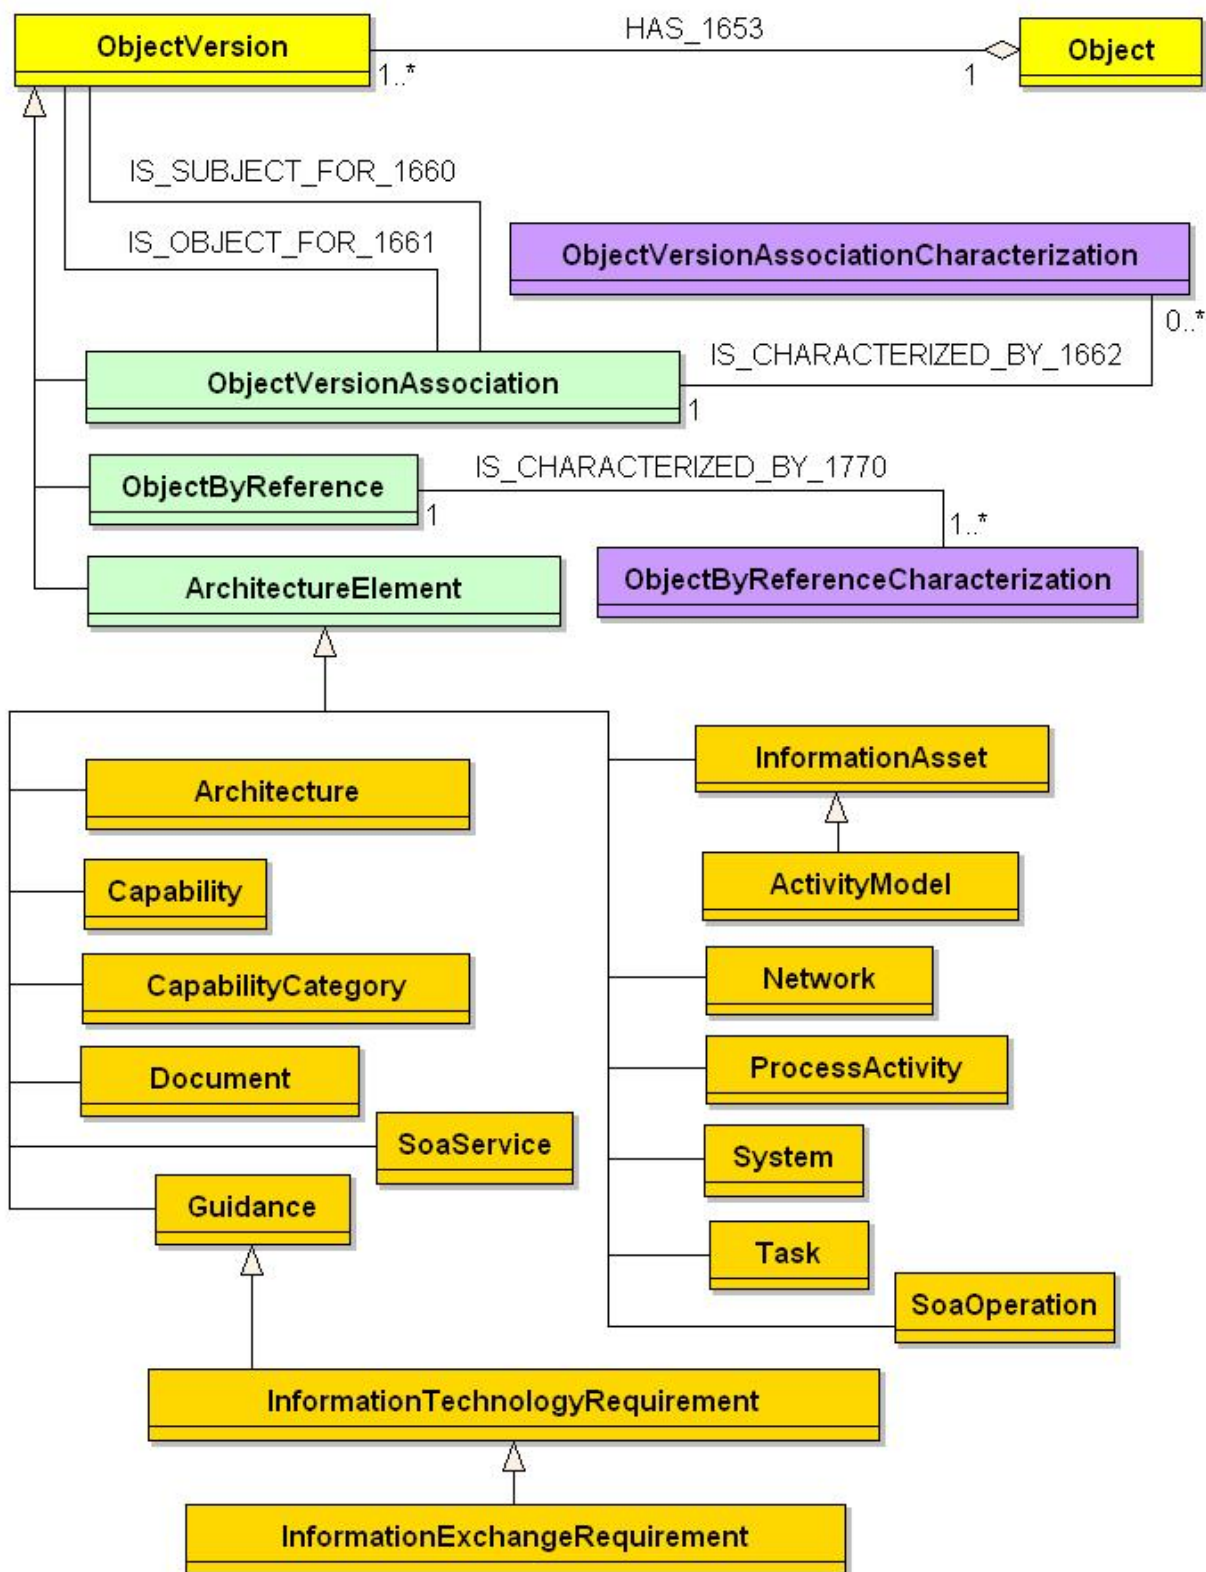 ObjectVersion
HAS_1653
Object
1..*
1
IS_SUBJECT_FOR_1660
IS_OBJECT_FOR_1661
ObjectVersionAssociationCharacterization
0..*
IS_CHARACTERIZED_BY_1662
ObjectVersionAssociation
1
ObjectByReference
IS_CHARACTERIZED_BY_1770
1
1..*
ArchitectureElement
ObjectByReferenceCharacterization
Architecture
Capability
CapabilityCategory
Document
SoaService
Guidance
InformationAsset
ActivityModel
Network
ProcessActivity
System
Task
SoaOperation
InformationTechnologyRequirement
InformationExchangeRequirement